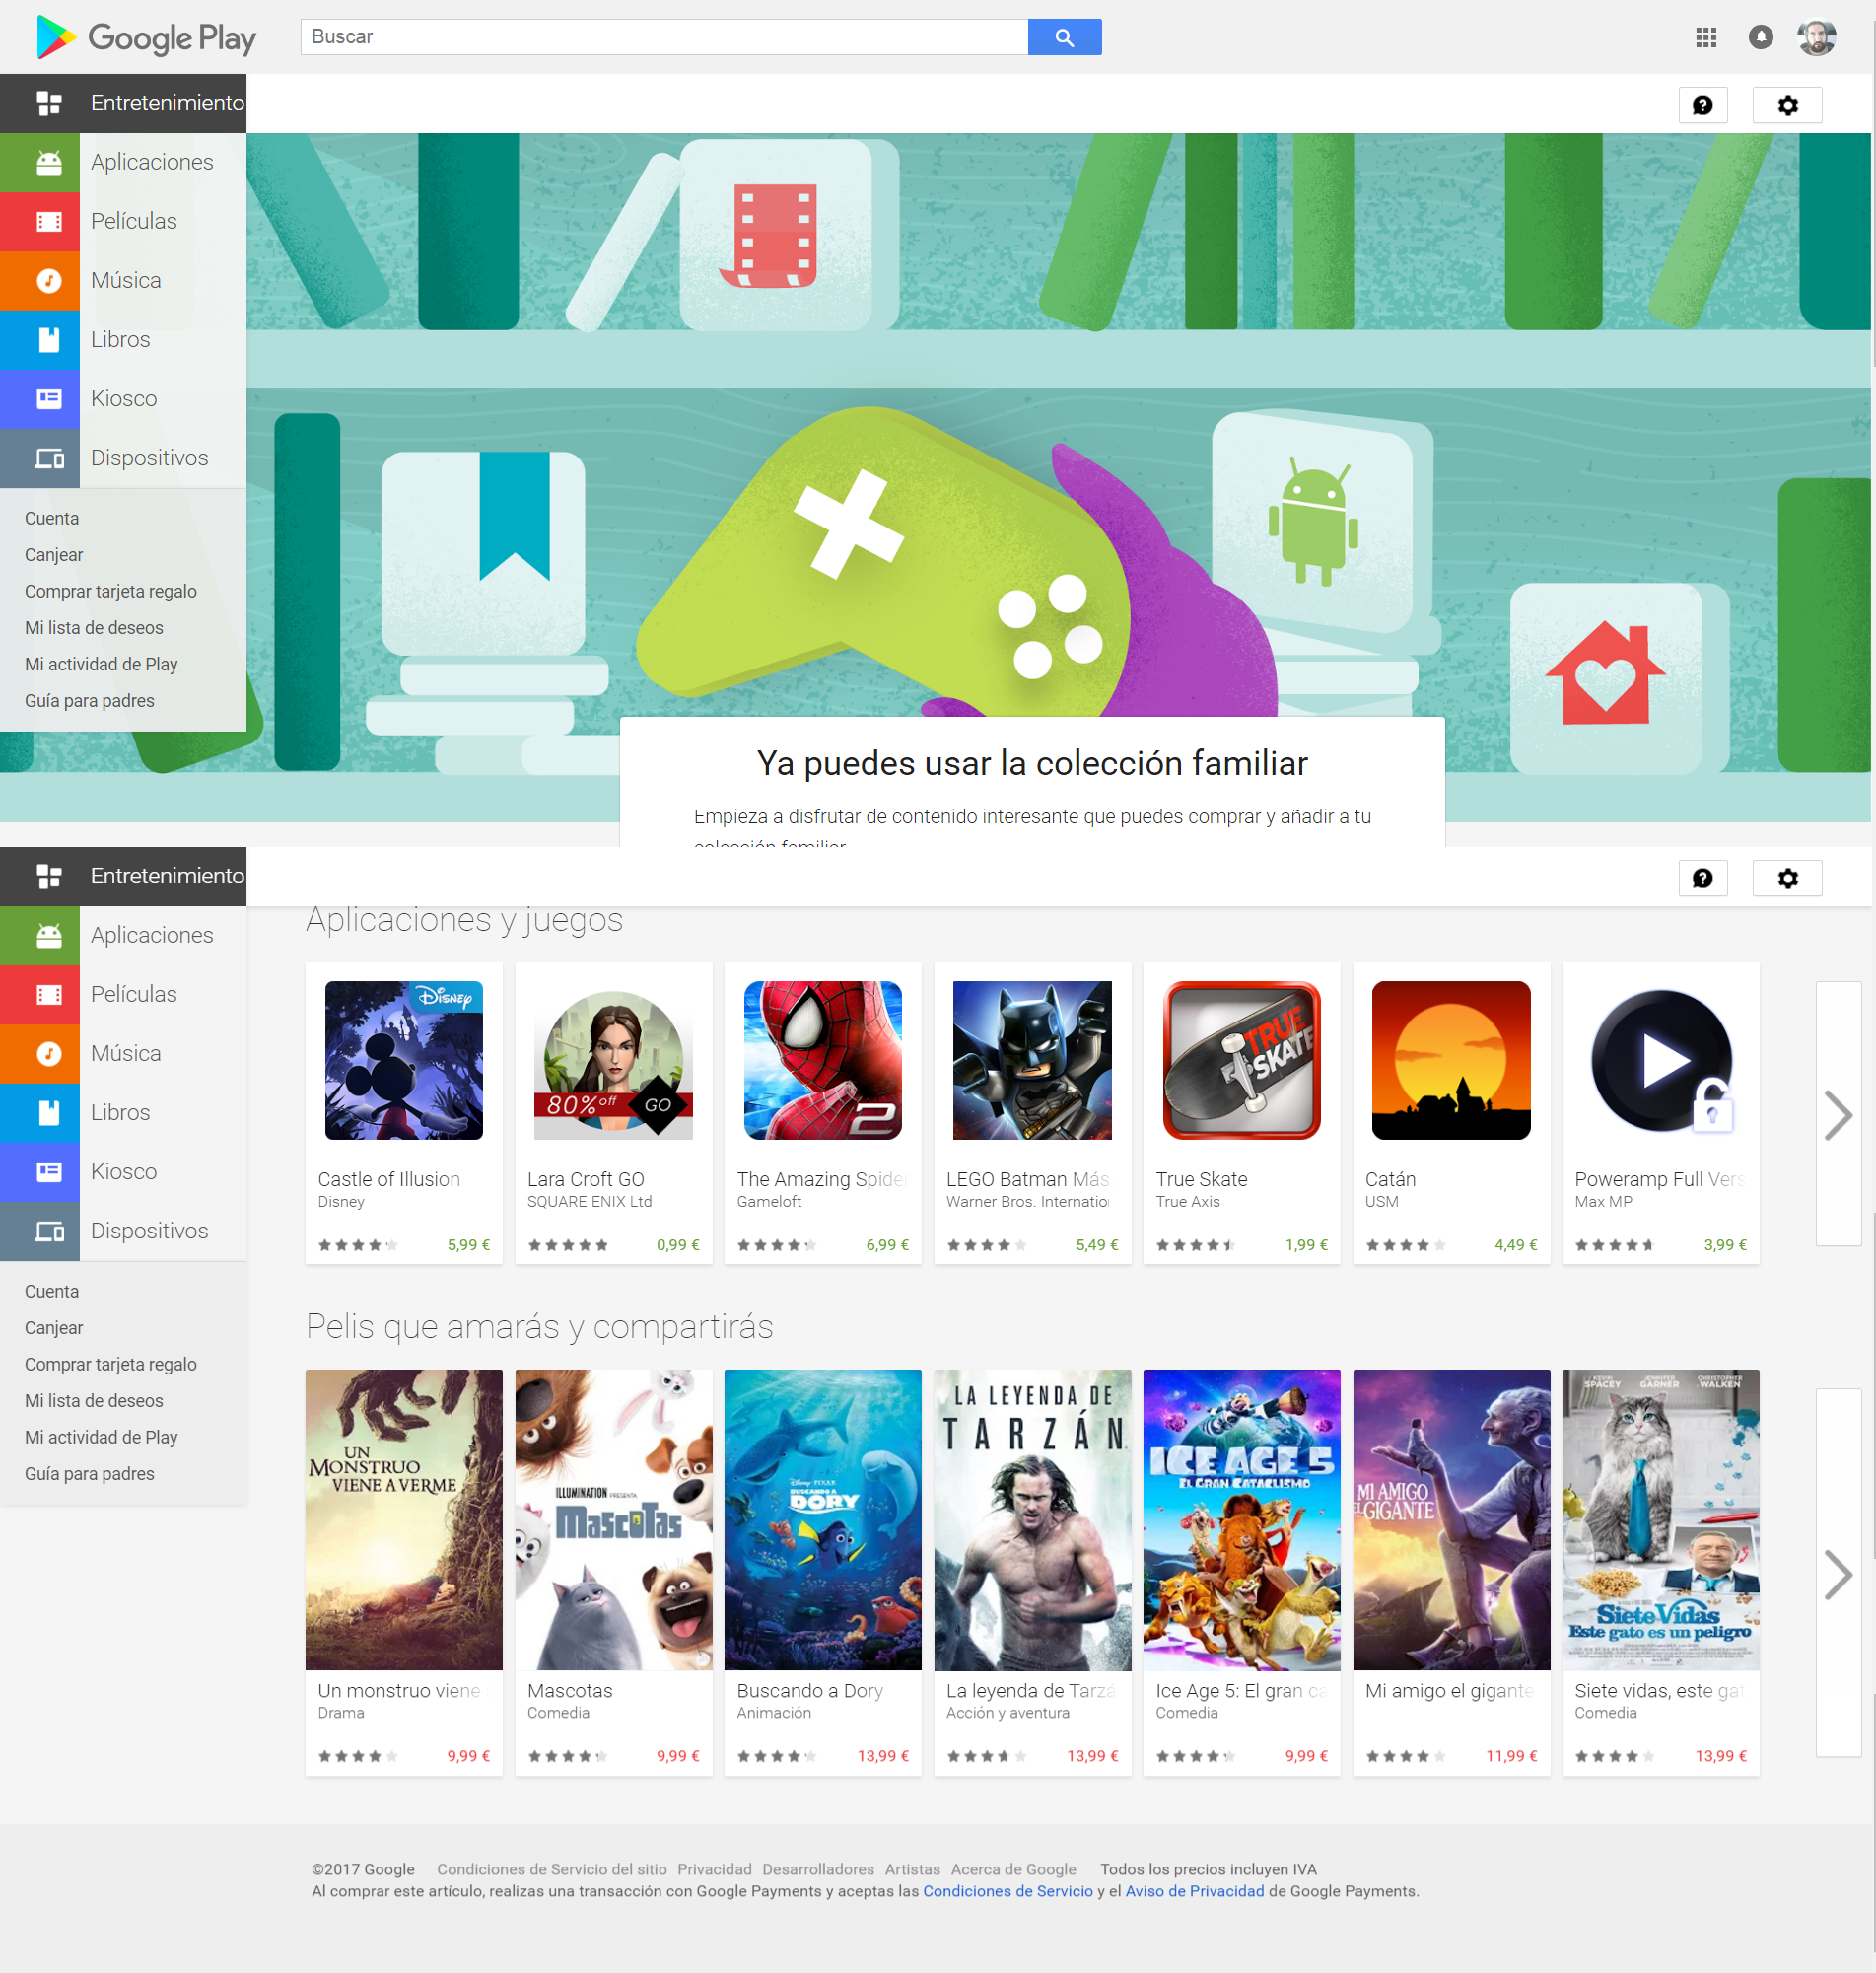 Google Play
Buscar
Entretenimiento
Aplicaciones
Películas
Música
Libros
Kiosco
Dispositivos
Cuenta
Canjear
Comprar tarjeta regalo
Mi lista de deseos
Mi actividad de Play
Guía para padres
Ya puedes usar la colección familiar
Empieza a disfrutar de contenido interesante que puedes comprar y añadir a tu
colección familiar
Entretenimiento
Aplicaciones
Películas
Música
Libros
Kiosco
Dispositivos
Cuenta
Canjear
Comprar tarjeta regalo
Mi lista de deseos
Mi actividad de Play
Guía para padres
Aplicaciones y juegos
Disney
Castle of Illusion
Disney
5,99 €
80% off GO
Lara Croft GO
SQUARE ENIX Ltd
0,99 €
2
The Amazing Spider
Gameloft
6,99 €
LEGO Batman Más
Warner Bros. Internatio
5,49 €
TRUE
SKATE
True Skate
True Axis
1,99 €
Catán
USM
4,49 €
Poweramp Full Vers
Max MP
3,99 €
Pelis que amarás y compartirás
UN
MONSTRUO
VIENE A VERME
Un monstruo viene
Drama
9,99 €
ILLUMINATION PRESENTA
MASCOTAS
Mascotas
Comedia
9,99 €
Disney PIXAR
BUSCANDO A
DORY
Buscando a Dory
Animación
13,99 €
LA LEYENDA DE
TARZÁN
La leyenda de Tarzá
Acción y aventura
13,99 €
ICE AGE 5
EL GRAN CATACLISMO
Ice Age 5: El gran ca
Comedia
9,99 €
MI AMIGO
EL GIGANTE
Mi amigo el gigante
11,99 €
KEVIN SPACEY JENNIFER GARNER CHRISTOPHER WALKEN
Siete Vidas
Este gato es un peligro
Siete vidas, este gat
Comedia
13,99 €
©2017 Google Condiciones de Servicio del sitio Privacidad Desarrolladores Artistas Acerca de Google Todos los precios incluyen IVA
Al comprar este artículo, realizas una transacción con Google Payments y aceptas las Condiciones de Servicio y el Aviso de Privacidad de Google Payments.